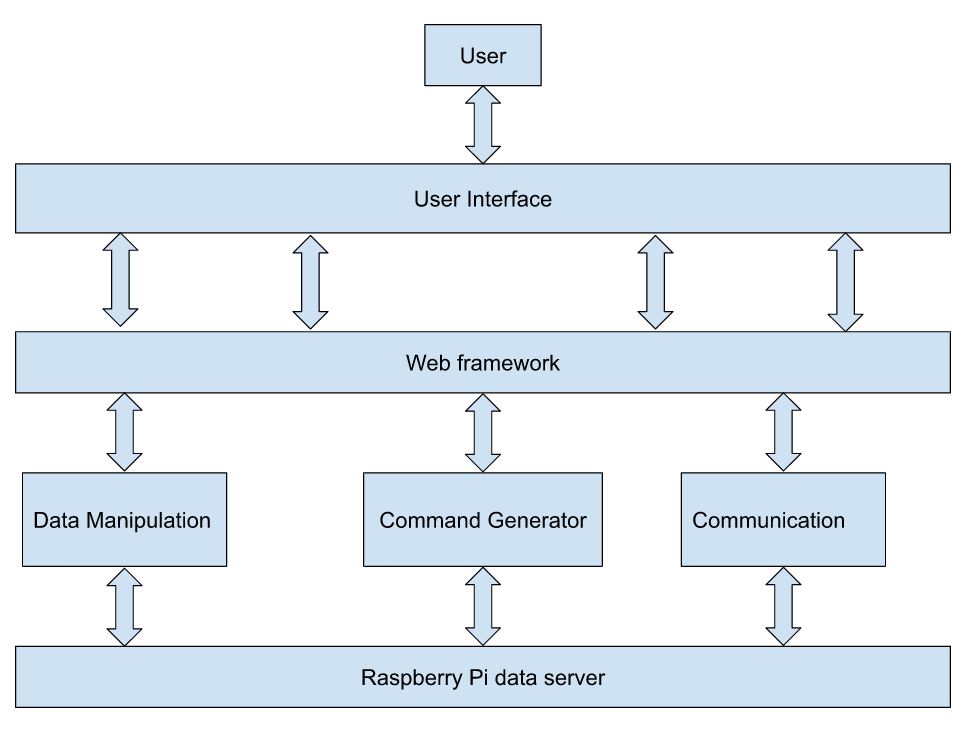 User
User Interface
Web framework
Data Manipulation
Command Generator
Communication
Raspberry Pi data server